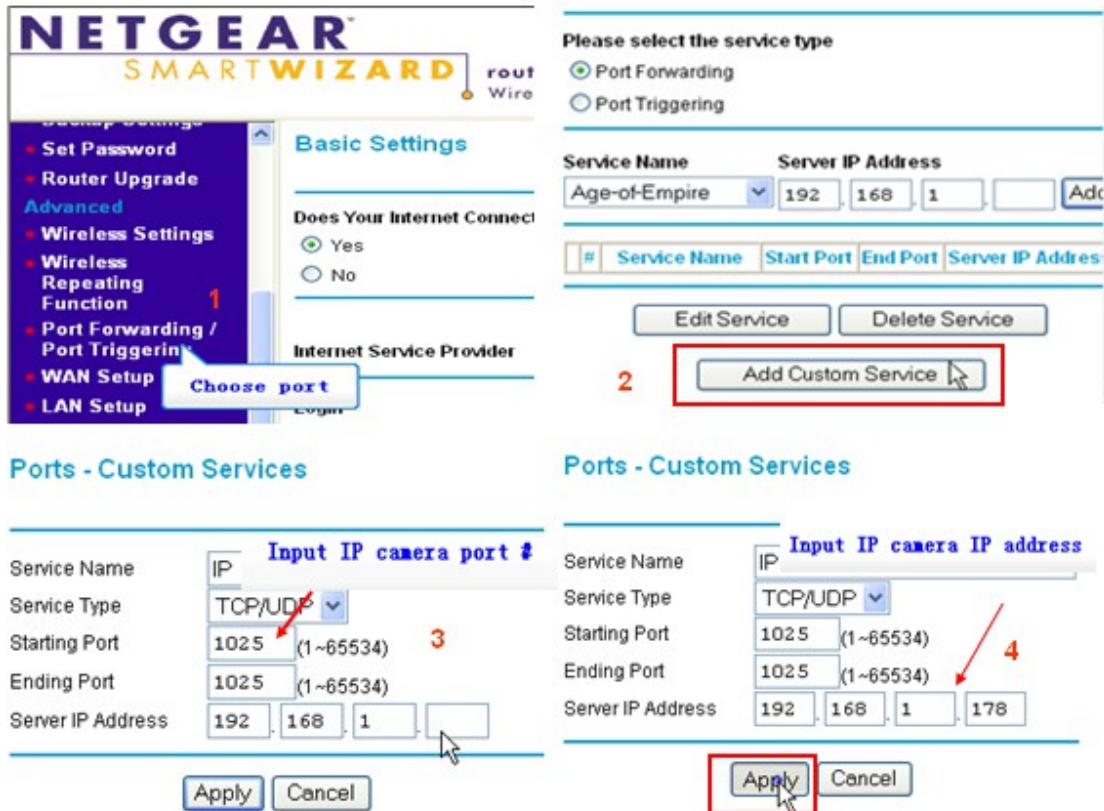 NETGEAR
SMARTWIZARD
rout
Wire
Backup Settings
Set Password
Router Upgrade
Advanced
Wireless Settings
Wireless
Repeating
Function
1
Port Forwarding /
Port Triggering
Choose port
WAN Setup
LAN Setup
Basic Settings
Does Your Internet Connect
Yes
No
Internet Service Provider
Login
Please select the service type
Port Forwarding
Port Triggering
Service Name Server IP Address
Age-of-Empire 192 . 168 . 1 . Add
# Service Name Start Port End Port Server IP Addres
Edit Service Delete Service
2 Add Custom Service
Ports - Custom Services
Input IP camera port #
Service Name IP
Service Type TCP/UDP
3
Starting Port 1025 (1~65534)
Ending Port 1025 (1~65534)
Server IP Address 192 . 168 . 1 .
Apply Cancel
Ports - Custom Services
Input IP camera IP address
Service Name IP
Service Type TCP/UDP
Starting Port 1025 (1~65534)
4
Ending Port 1025 (1~65534)
Server IP Address 192 . 168 . 1 . 178
Apply Cancel